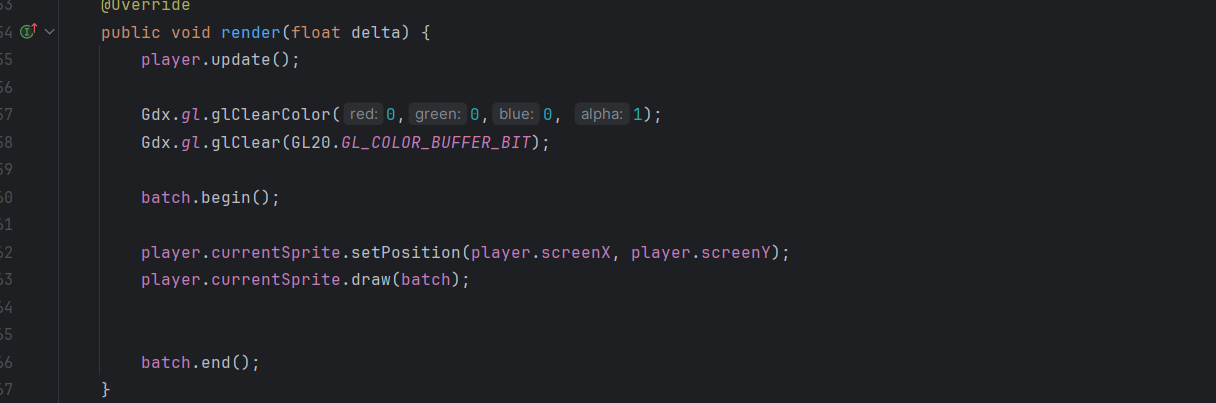 53 @Override
54 public void render(float delta) {
55 player.update();
56
57 Gdx.gl.glClearColor( red: 0, green: 0, blue: 0, alpha: 1);
58 Gdx.gl.glClear(GL20.GL_COLOR_BUFFER_BIT);
59
60 batch.begin();
61
62 player.currentSprite.setPosition(player.screenX, player.screenY);
63 player.currentSprite.draw(batch);
64
65
66 batch.end();
67 }